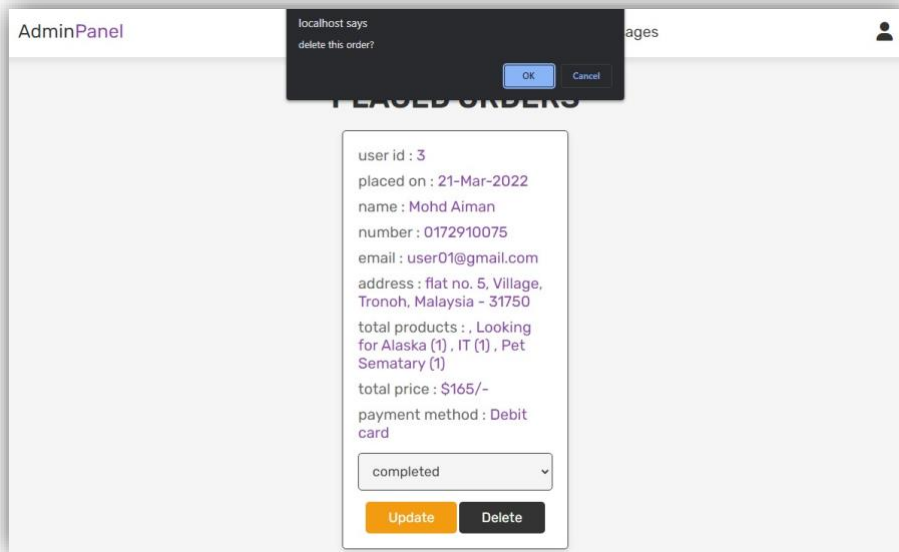 AdminPanel
localhost says
delete this order?
OK Cancel
ages
PLACED ORDERS
user id : 3
placed on : 21-Mar-2022
name : Mohd Aiman
number : 0172910075
email : user01@gmail.com
address : flat no. 5, Village,
Tronoh, Malaysia - 31750
total products : , Looking
for Alaska (1) , IT (1) , Pet
Sematary (1)
total price : $165/-
payment method : Debit
card
completed
Update Delete